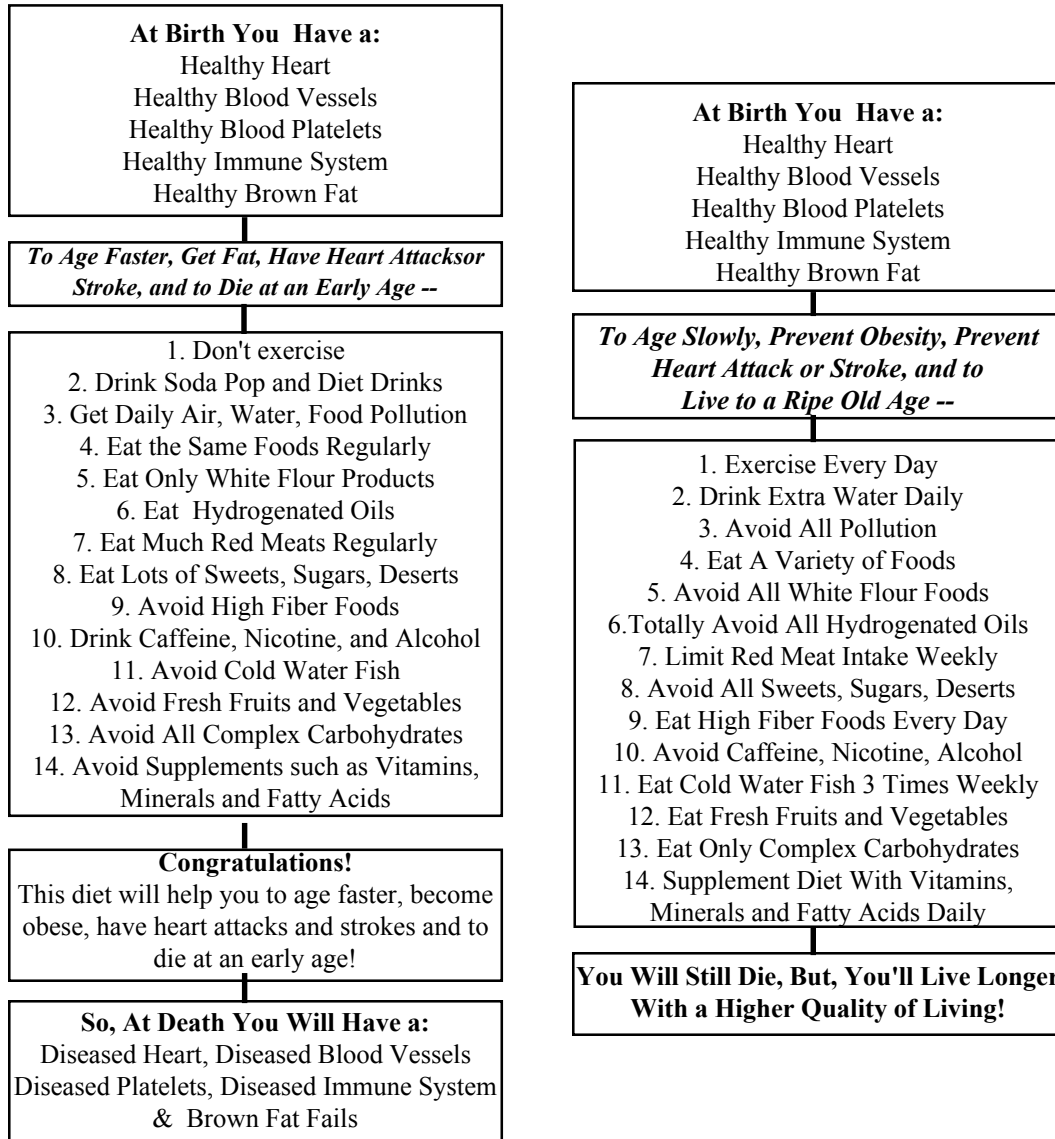 At Birth You  Have a:
Healthy Heart
Healthy Blood Vessels
Healthy Blood Platelets
Healthy Immune System
Healthy Brown Fat
To Age Faster, Get Fat, Have Heart Attacksor
Stroke, and to Die at an Early Age --
1. Don't exercise
2. Drink Soda Pop and Diet Drinks
3. Get Daily Air, Water, Food Pollution
4. Eat the Same Foods Regularly
5. Eat Only White Flour Products
6. Eat  Hydrogenated Oils
7. Eat Much Red Meats Regularly
8. Eat Lots of Sweets, Sugars, Deserts
9. Avoid High Fiber Foods
10. Drink Caffeine, Nicotine, and Alcohol
11. Avoid Cold Water Fish
12. Avoid Fresh Fruits and Vegetables
13. Avoid All Complex Carbohydrates
14. Avoid Supplements such as Vitamins,
Minerals and Fatty Acids
Congratulations!
This diet will help you to age faster, become
obese, have heart attacks and strokes and to
die at an early age!
So, At Death You Will Have a:
Diseased Heart, Diseased Blood Vessels
Diseased Platelets, Diseased Immune System
&  Brown Fat Fails
At Birth You  Have a:
Healthy Heart
Healthy Blood Vessels
Healthy Blood Platelets
Healthy Immune System
Healthy Brown Fat
To Age Slowly, Prevent Obesity, Prevent
Heart Attack or Stroke, and to
Live to a Ripe Old Age --
1. Exercise Every Day
2. Drink Extra Water Daily
3. Avoid All Pollution
4. Eat A Variety of Foods
5. Avoid All White Flour Foods
6.Totally Avoid All Hydrogenated Oils
7. Limit Red Meat Intake Weekly
8. Avoid All Sweets, Sugars, Deserts
9. Eat High Fiber Foods Every Day
10. Avoid Caffeine, Nicotine, Alcohol
11. Eat Cold Water Fish 3 Times Weekly
12. Eat Fresh Fruits and Vegetables
13. Eat Only Complex Carbohydrates
14. Supplement Diet With Vitamins,
Minerals and Fatty Acids Daily
You Will Still Die, But, You'll Live Longer
With a Higher Quality of Living!